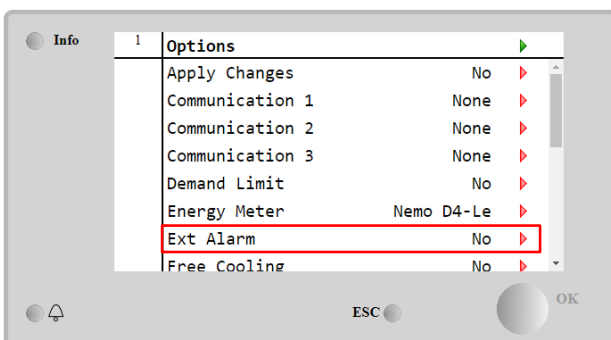 Info
1 Options
Apply Changes No
Communication 1 None
Communication 2 None
Communication 3 None
Demand Limit No
Energy Meter Nemo D4-Le
Ext Alarm No
Free Cooling No
ESC
OK